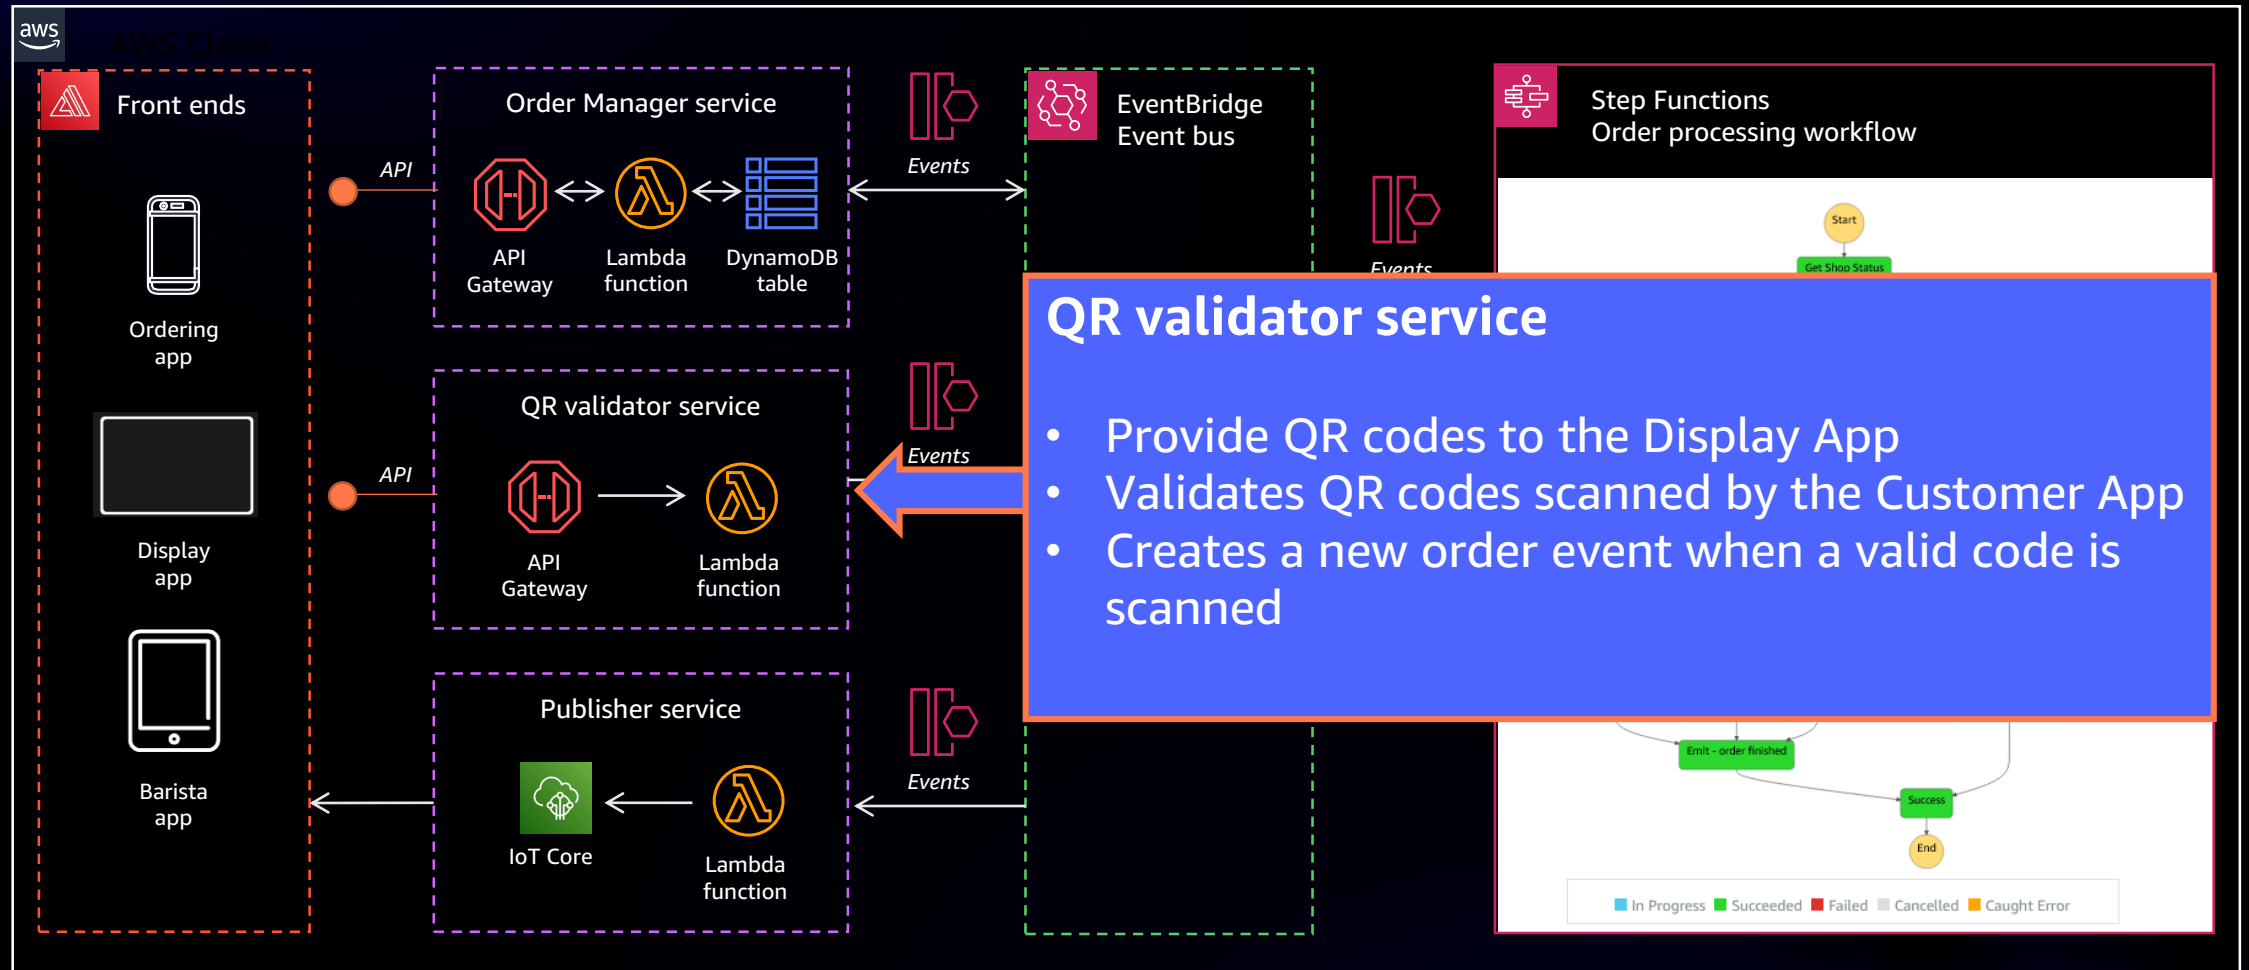 aws
AWS Cloud
Front ends
Ordering
app
Display
app
Barista
app
API
API
Order Manager service
API
Gateway
Lambda
function
DynamoDB
table
QR validator service
API
Gateway
Lambda
function
Publisher service
IoT Core
Lambda
function
Events
Events
Events
EventBridge
Event bus
Events
Step Functions
Order processing workflow
Start
Get Shop Status
QR validator service
• Provide QR codes to the Display App
• Validates QR codes scanned by the Customer App
• Creates a new order event when a valid code is
scanned
Emit - order finished
Success
End
In Progress Succeeded Failed Cancelled Caught Error